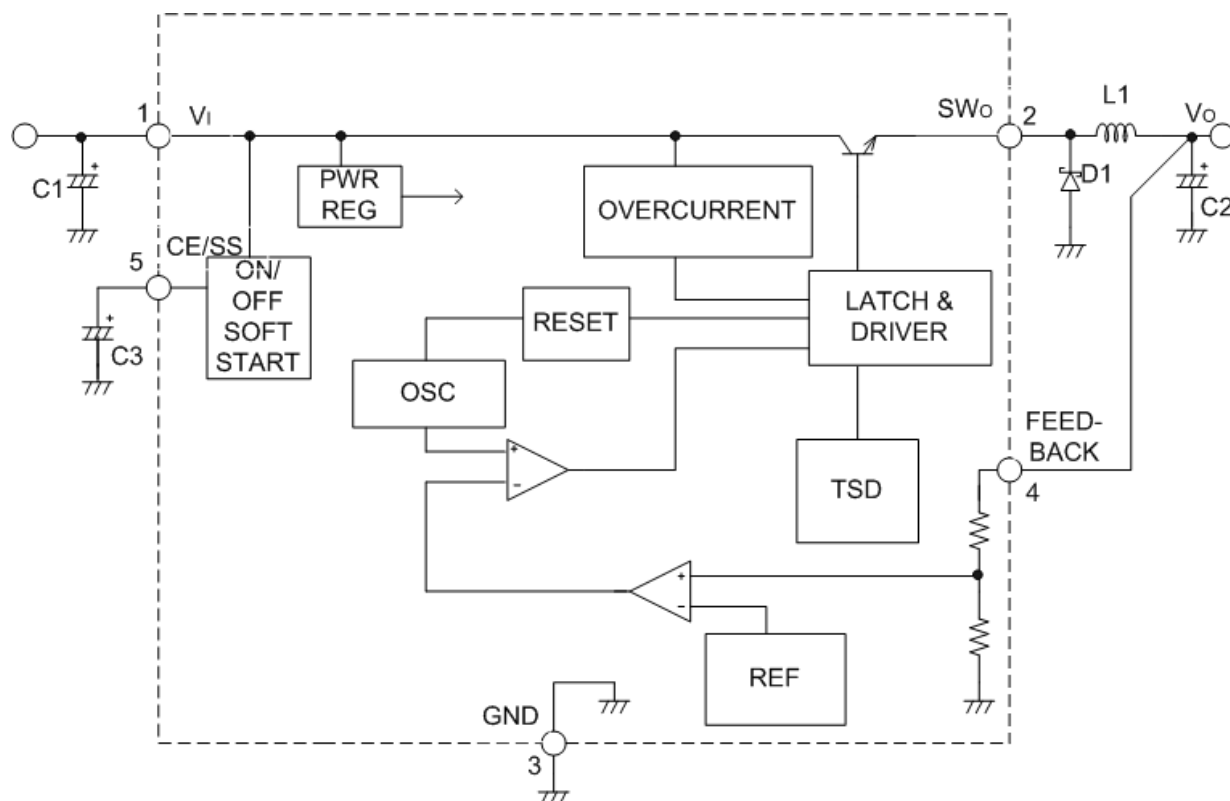 1
VI
SWO
2
L1
VO
C1
+
PWR
REG
OVERCURRENT
D1
+
C2
CE/SS
5
ON/
OFF
SOFT
START
+
C3
RESET
LATCH &
DRIVER
OSC
+
−
TSD
FEED-
BACK
4
+
−
REF
GND
3